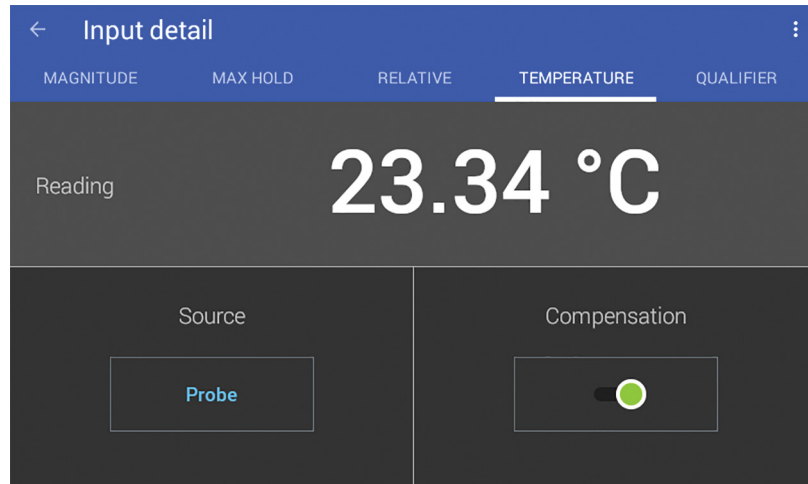 Input detail
MAGNITUDE MAX HOLD RELATIVE TEMPERATURE QUALIFIER
Reading 23.34 °C
Source Compensation
Probe